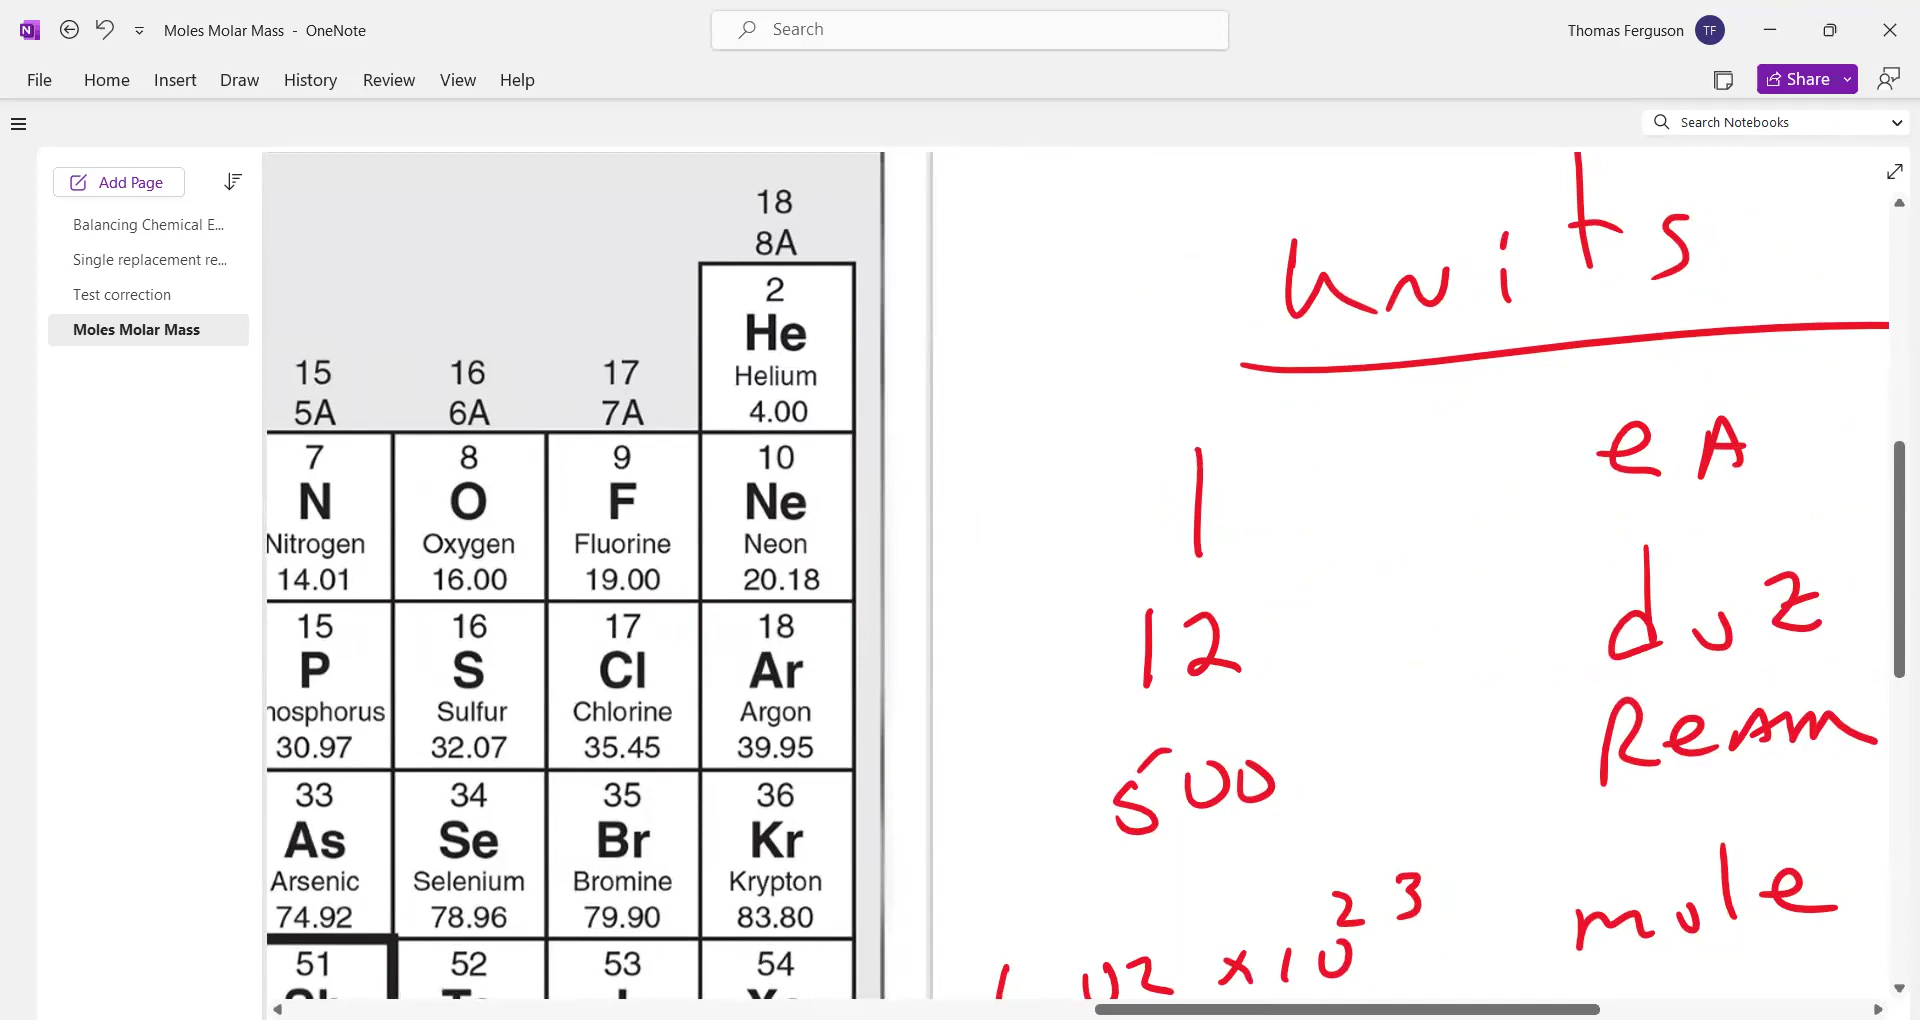 Moles Molar Mass - OneNote
Search
Thomas Ferguson TF
File Home Insert Draw History Review View Help
Share
Search Notebooks
Add Page
Balancing Chemical E...
Single replacement re...
Test correction
Moles Molar Mass
18
8A
2
He
Helium
4.00
15 16 17
5A 6A 7A
7 8 9 10
N O F Ne
Nitrogen Oxygen Fluorine Neon
14.01 16.00 19.00 20.18
15 16 17 18
P S Cl Ar
hosphorus Sulfur Chlorine Argon
30.97 32.07 35.45 39.95
33 34 35 36
As Se Br Kr
Arsenic Selenium Bromine Krypton
74.92 78.96 79.90 83.80
51 52 53 54
units
1 eA
12 doz
500 ReAm
02 x10 23 mole